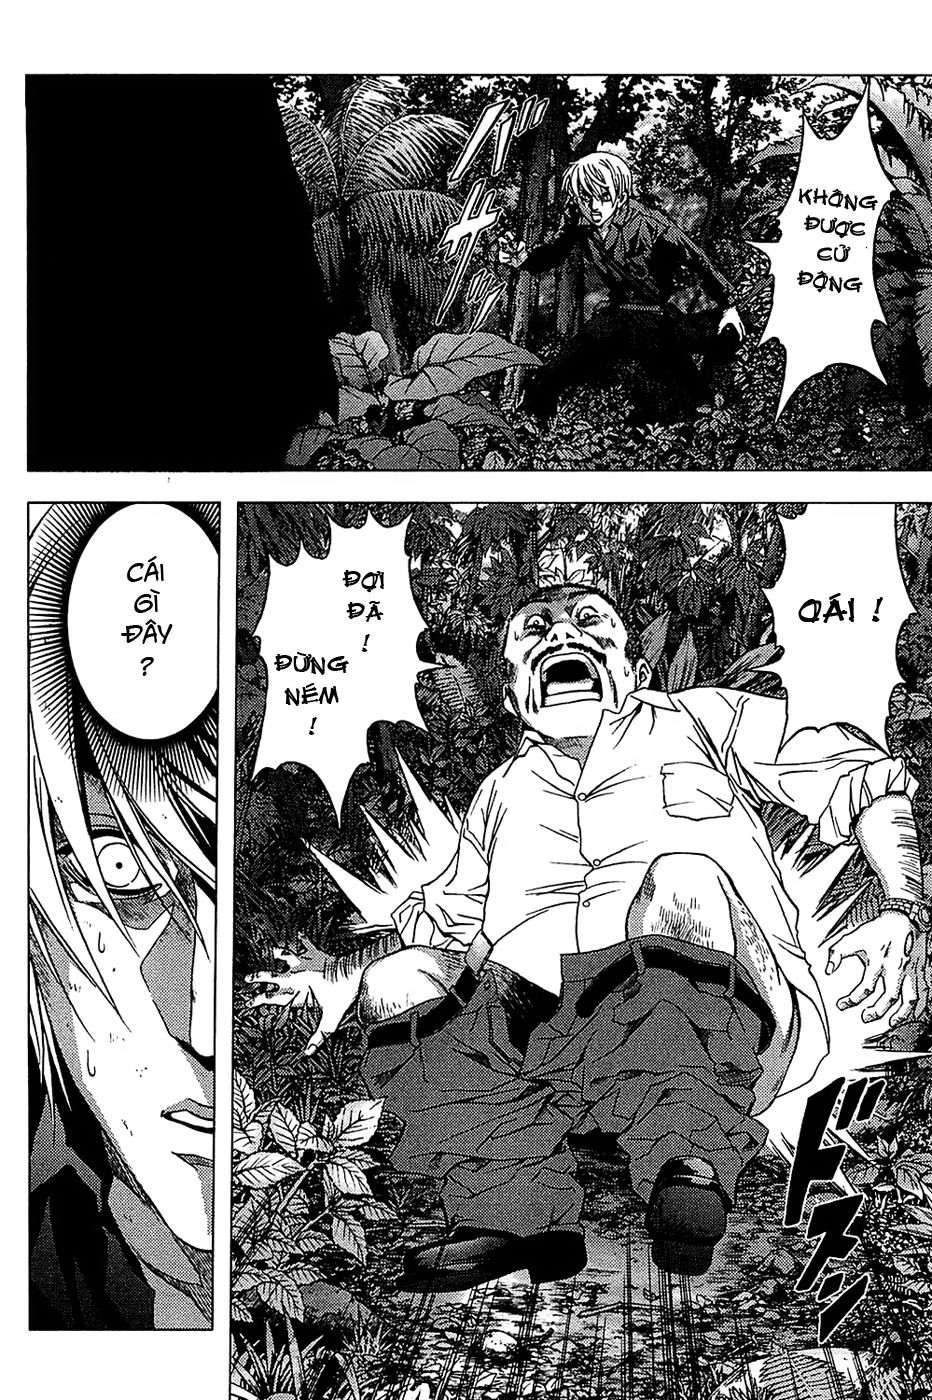 KHÔNG
ĐƯỢC
CỬ
ĐỘNG
OÁI !
ĐỢI
ĐÃ
!
ĐỪNG
NÉM
!
CÁI
GÌ
ĐÂY
?